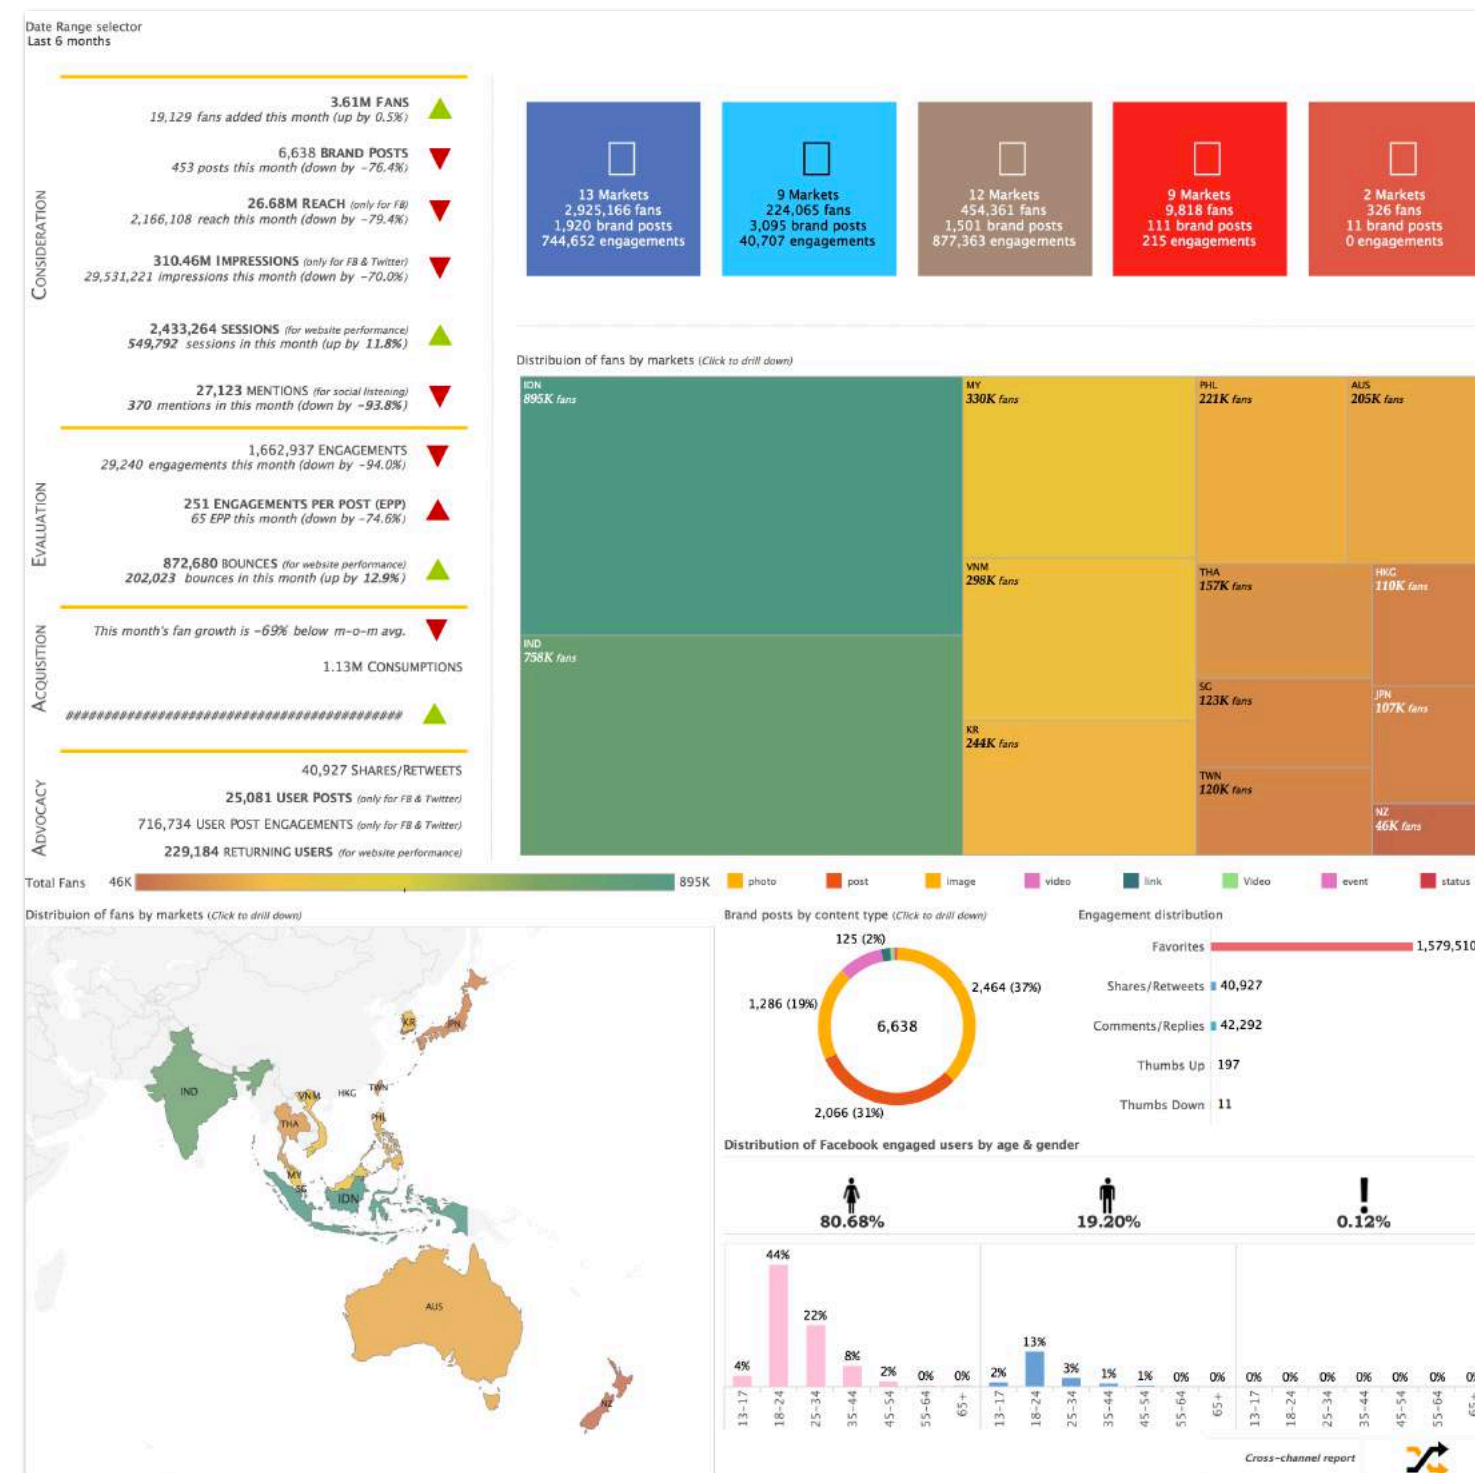 Date Range selector
Last 6 months
CONSIDERATION
3.61M FANS
19,129 fans added this month (up by 0.5%)
6,638 BRAND POSTS
453 posts this month (down by -76.4%)
26.68M REACH (only for FB)
2,166,108 reach this month (down by -79.4%)
310.46M IMPRESSIONS (only for FB & Twitter)
29,531,221 impressions this month (down by -70.0%)
2,433,264 SESSIONS (for website performance)
549,792 sessions in this month (up by 11.8%)
27,123 MENTIONS (for social listening)
370 mentions in this month (down by -93.8%)
EVALUATION
1,662,937 ENGAGEMENTS
29,240 engagements this month (down by -94.0%)
251 ENGAGEMENTS PER POST (EPP)
65 EPP this month (down by -74.6%)
872,680 BOUNCES (for website performance)
202,023 bounces in this month (up by 12.9%)
ACQUISITION
This month's fan growth is -69% below m-o-m avg.
1.13M CONSUMPTIONS
ADVOCACY
40,927 SHARES/RETWEETS
25,081 USER POSTS (only for FB & Twitter)
716,734 USER POST ENGAGEMENTS (only for FB & Twitter)
229,184 RETURNING USERS (for website performance)
13 Markets
2,925,166 fans
1,920 brand posts
744,652 engagements
9 Markets
224,065 fans
3,095 brand posts
40,707 engagements
12 Markets
454,361 fans
1,501 brand posts
877,363 engagements
9 Markets
9,818 fans
111 brand posts
215 engagements
2 Markets
326 fans
11 brand posts
0 engagements
Distribuion of fans by markets (Click to drill down)
IDN
895K fans
IND
758K fans
MY
330K fans
VNM
298K fans
KR
244K fans
PHL
221K fans
AUS
205K fans
THA
157K fans
SG
123K fans
TWN
120K fans
HKG
110K fans
JPN
107K fans
NZ
46K fans
Total Fans 46K 895K
photo post image video link Video event status
Distribuion of fans by markets (Click to drill down)
KR
JPN
IND
VNM
HKG
TWN
THA
PHL
MY
SG
IDN
AUS
NZ
Brand posts by content type (Click to drill down)
125 (2%)
2,464 (37%)
1,286 (19%)
6,638
2,066 (31%)
Engagement distribution
Favorites 1,579,510
Shares/Retweets 40,927
Comments/Replies 42,292
Thumbs Up 197
Thumbs Down 11
Distribution of Facebook engaged users by age & gender
80.68% 19.20% 0.12%
4% 44% 22% 8% 2% 0% 0%
2% 13% 3% 1% 1% 0% 0%
0% 0% 0% 0% 0% 0%
13-17 18-24 25-34 35-44 45-54 55-64 65+
13-17 18-24 25-34 35-44 45-54 55-64 65+
13-17 18-24 25-34 35-44 45-54 55-64
Cross-channel report